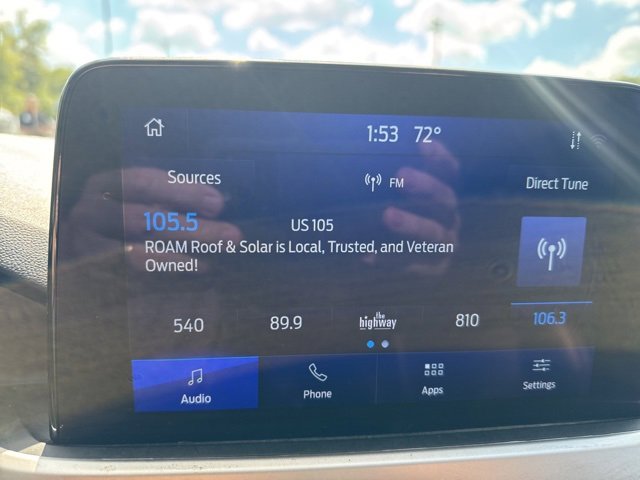 1:53 72°
Sources FM Direct Tune
105.5 US 105
ROAM Roof & Solar is Local, Trusted, and Veteran
Owned!
540 89.9 the highway 810 106.3
Audio Phone Apps Settings